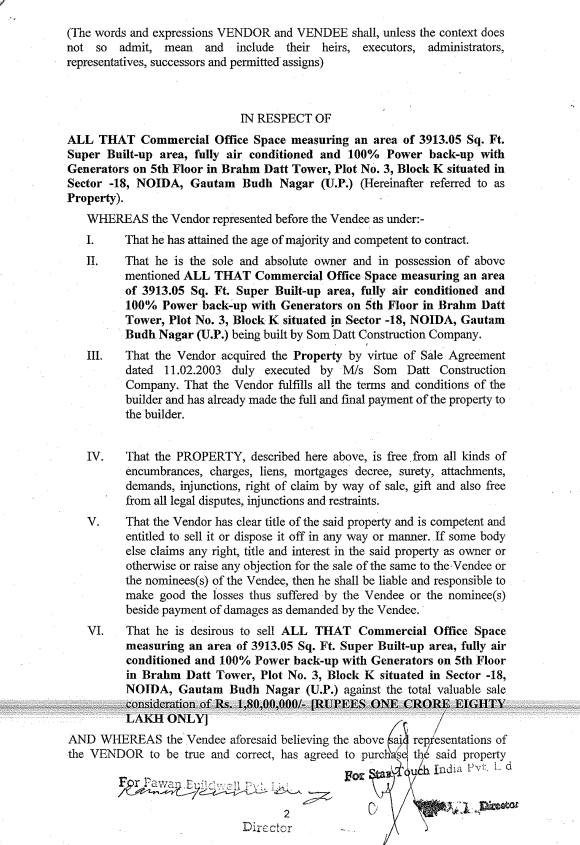 (The words and expressions VENDOR and VENDEE shall, unless the context does
not so admit, mean and include their heirs, executors, administrators,
representatives, successors and permitted assigns)
IN RESPECT OF
ALL THAT Commercial Office Space measuring an area of 3913.05 Sq. Ft.
Super Built-up area, fully air conditioned and 100% Power back-up with
Generators on 5th Floor in Brahm Datt Tower, Plot No. 3, Block K situated in
Sector -18, NOIDA, Gautam Budh Nagar (U.P.) (Hereinafter referred to as
Property).
WHEREAS the Vendor represented before the Vendee as under:-
I. That he has attained the age of majority and competent to contract.
II. That he is the sole and absolute owner and in possession of above
mentioned ALL THAT Commercial Office Space measuring an area
of 3913.05 Sq. Ft. Super Built-up area, fully air conditioned and
100% Power back-up with Generators on 5th Floor in Brahm Datt
Tower, Plot No. 3, Block K situated in Sector -18, NOIDA, Gautam
Budh Nagar (U.P.) being built by Som Datt Construction Company.
III. That the Vendor acquired the Property by virtue of Sale Agreement
dated 11.02.2003 duly executed by M/s Som Datt Construction
Company. That the Vendor fulfills all the terms and conditions of the
builder and has already made the full and final payment of the property to
the builder.
IV. That the PROPERTY, described here above, is free from all kinds of
encumbrances, charges, liens, mortgages decree, surety, attachments,
demands, injunctions, right of claim by way of sale, gift and also free
from all legal disputes, injunctions and restraints.
V. That the Vendor has clear title of the said property and is competent and
entitled to sell it or dispose it off in any way or manner. If some body
else claims any right, title and interest in the said property as owner or
otherwise or raise any objection for the sale of the same to the Vendee or
the nominees(s) of the Vendee, then he shall be liable and responsible to
make good the losses thus suffered by the Vendee or the nominee(s)
beside payment of damages as demanded by the Vendee.
VI. That he is desirous to sell ALL THAT Commercial Office Space
measuring an area of 3913.05 Sq. Ft. Super Built-up area, fully air
conditioned and 100% Power back-up with Generators on 5th Floor
in Brahm Datt Tower, Plot No. 3, Block K situated in Sector -18,
NOIDA, Gautam Budh Nagar (U.P.) against the total valuable sale
consideration of Rs. 1,80,00,000/- [RUPEES ONE CRORE EIGHTY
LAKH ONLY]
AND WHEREAS the Vendee aforesaid believing the above said representations of
the VENDOR to be true and correct, has agreed to purchase the said property
For Pawan Buildwell Pvt. Ltd.
For Star Touch India Pvt. L d
Director
2
Director